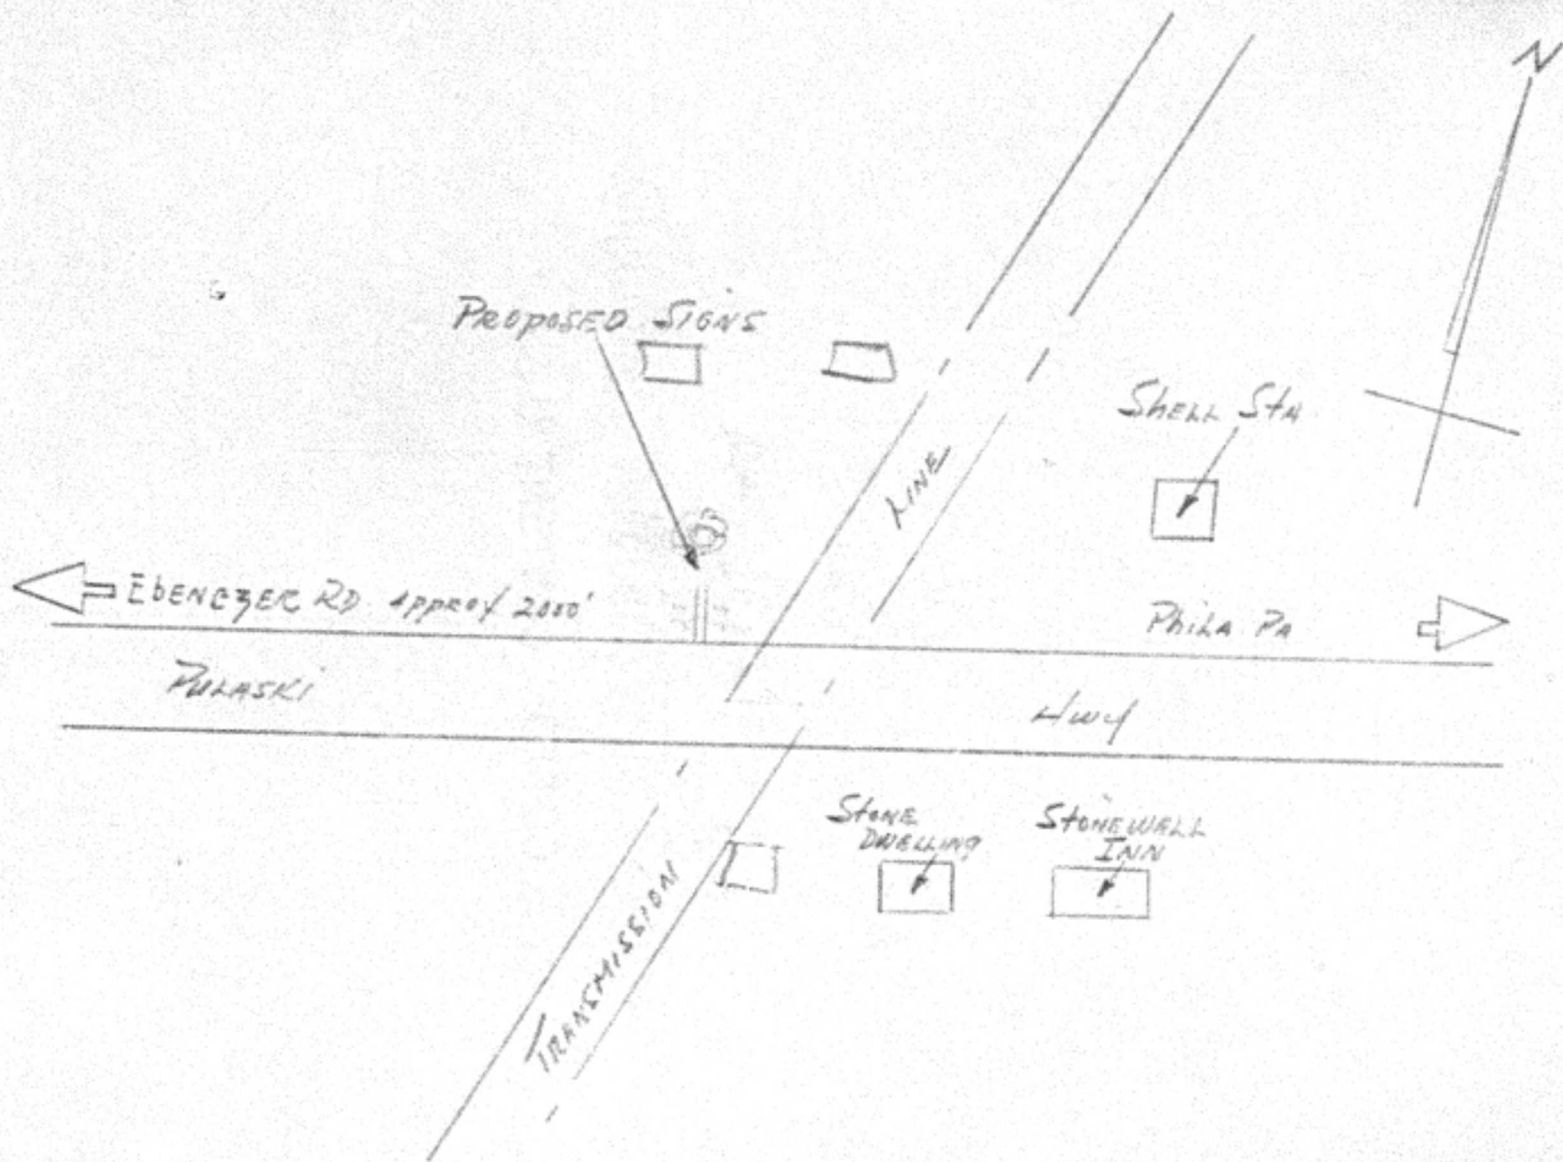 N
PROPOSED SIGNS
SHELL STA
LINE
EBENEZER RD. APPROX 2000'
PHILA. PA
PULASKI
HWY
STONE
DWELLING
STONEWALL
INN
TRANSMISSION